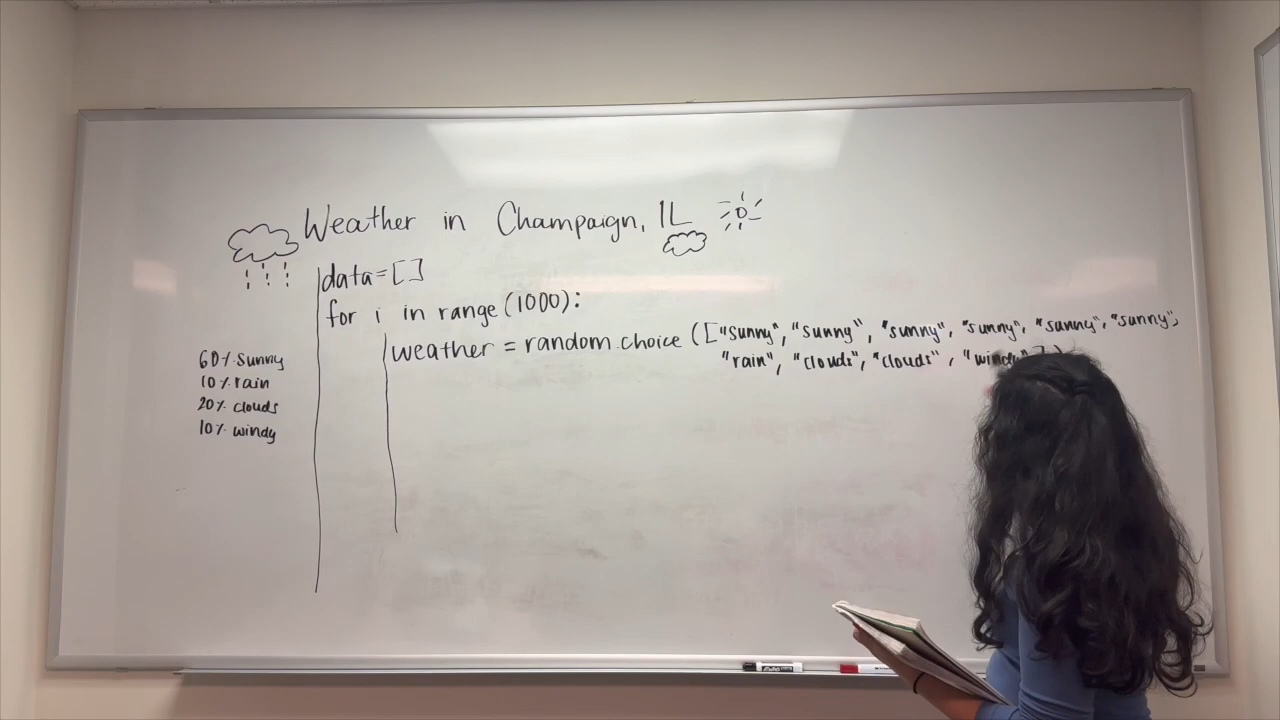 Weather in Champaign, IL
data=[]
for i in range (1000):
weather = random.choice (["sunny", "sunny", "sunny", "sunny", "sunny", "sunny",
"rain", "clouds", "clouds", "windy"])
60% sunny
10% rain
20% clouds
10% windy